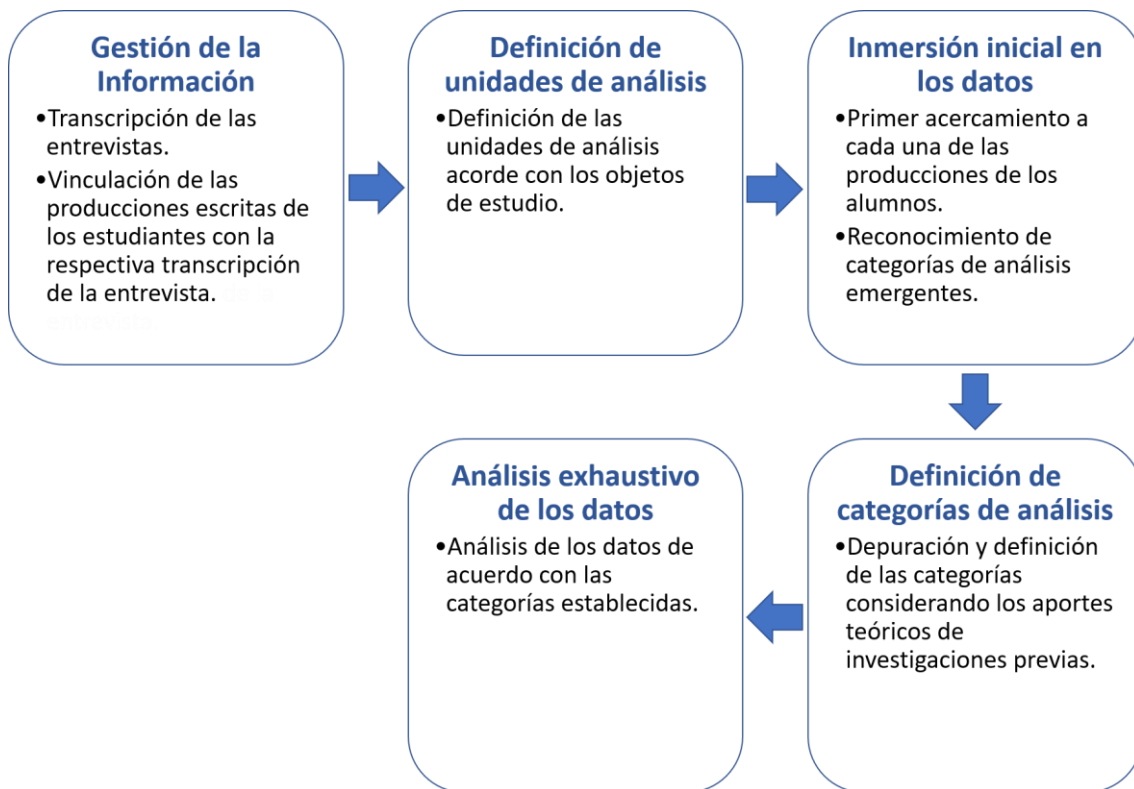 Gestión de la
Información
•Transcripción de las
entrevistas.
•Vinculación de las
producciones escritas de
los estudiantes con la
respectiva transcripción
de la entrevista.
Definición de
unidades de análisis
•Definición de las
unidades de análisis
acorde con los objetos
de estudio.
Inmersión inicial en
los datos
•Primer acercamiento a
cada una de las
producciones de los
alumnos.
•Reconocimiento de
categorías de análisis
emergentes.
Definición de
categorías de análisis
•Depuración y definición
de las categorías
considerando los aportes
teóricos de
investigaciones previas.
Análisis exhaustivo
de los datos
•Análisis de los datos de
acuerdo con las
categorías establecidas.